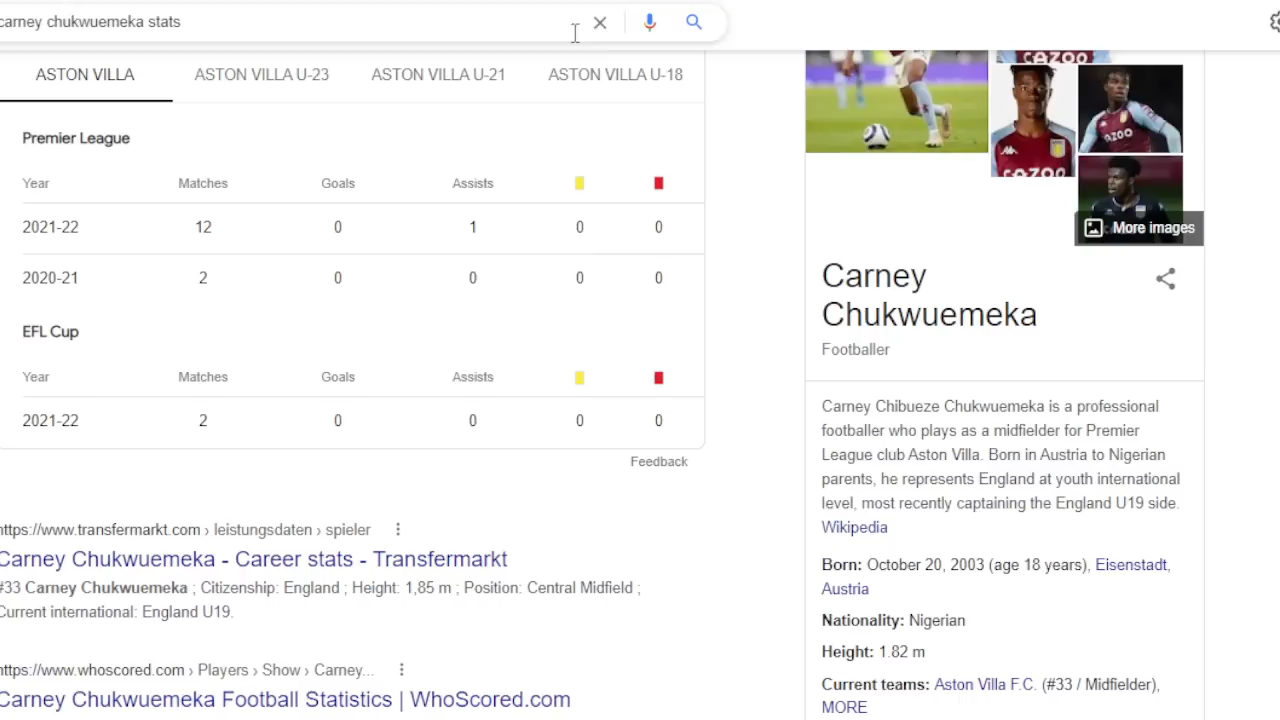 carney chukwuemeka stats
ASTON VILLA ASTON VILLA U-23 ASTON VILLA U-21 ASTON VILLA U-18
Premier League
Year Matches Goals Assists
2021-22 12 0 1 0 0
2020-21 2 0 0 0 0
EFL Cup
Year Matches Goals Assists
2021-22 2 0 0 0 0
Feedback
https://www.transfermarkt.com › leistungsdaten › spieler
Carney Chukwuemeka - Career stats - Transfermarkt
#33 Carney Chukwuemeka ; Citizenship: England ; Height: 1,85 m ; Position: Central Midfield ;
Current international: England U19.
https://www.whoscored.com › Players › Show › Carney...
Carney Chukwuemeka Football Statistics | WhoScored.com
CAZOO
CAZOO
CAZOO
More images
Carney
Chukwuemeka
Footballer
Carney Chibueze Chukwuemeka is a professional
footballer who plays as a midfielder for Premier
League club Aston Villa. Born in Austria to Nigerian
parents, he represents England at youth international
level, most recently captaining the England U19 side.
Wikipedia
Born: October 20, 2003 (age 18 years), Eisenstadt,
Austria
Nationality: Nigerian
Height: 1.82 m
Current teams: Aston Villa F.C. (#33 / Midfielder),
MORE